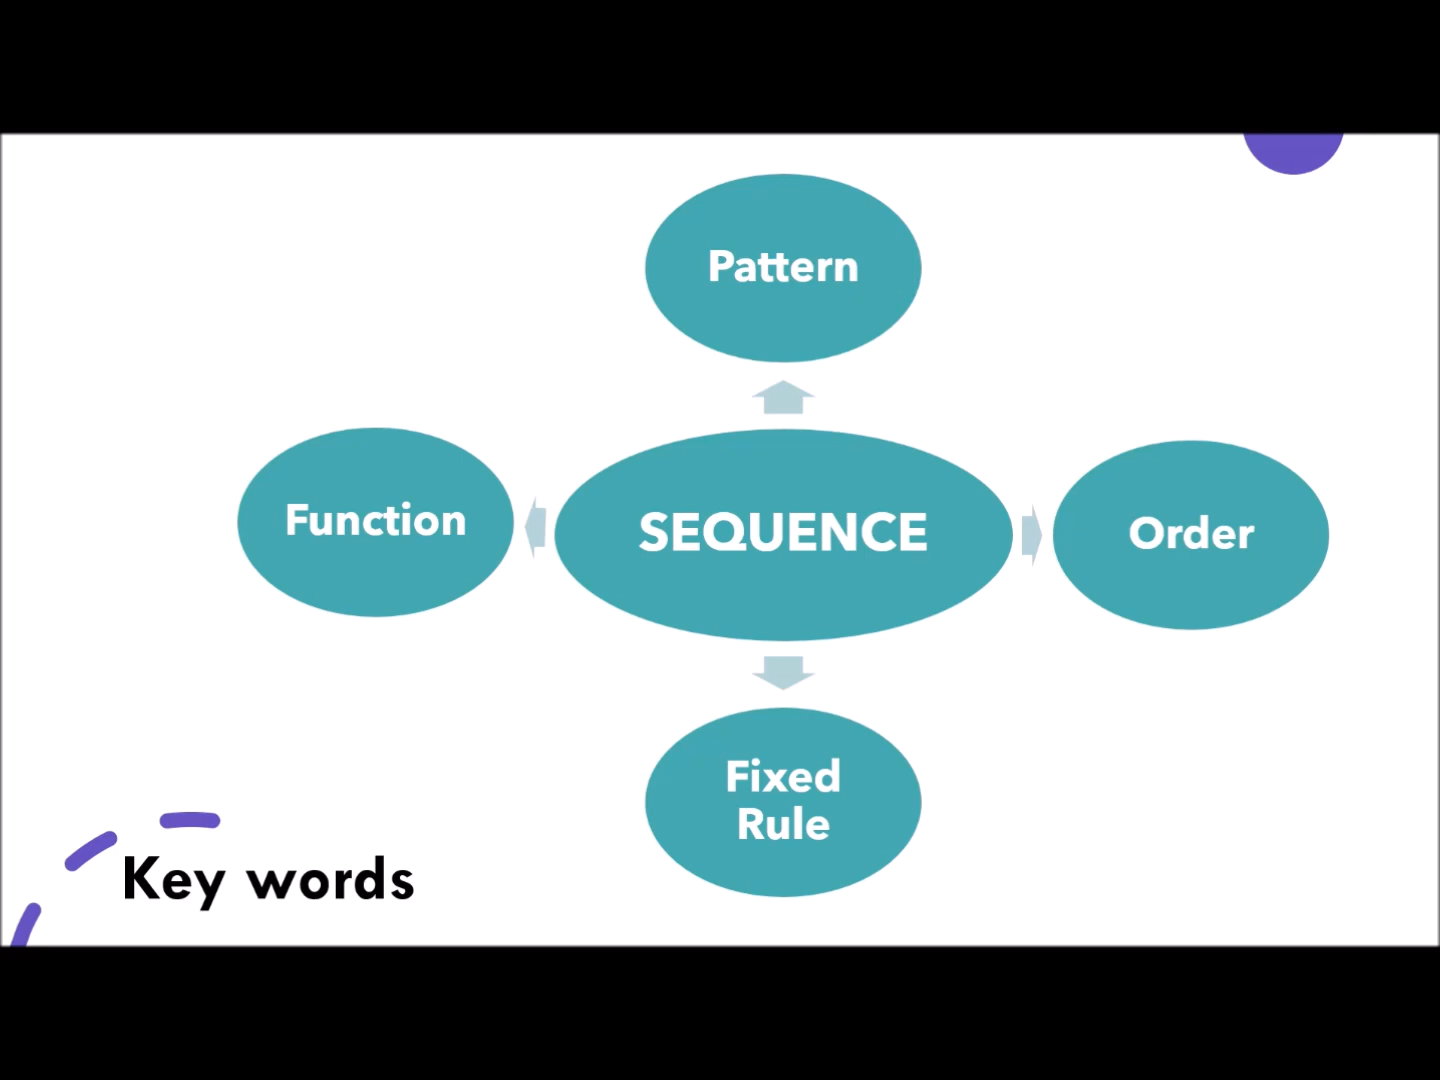 Pattern
Function
SEQUENCE
Order
Fixed
Rule
Key words